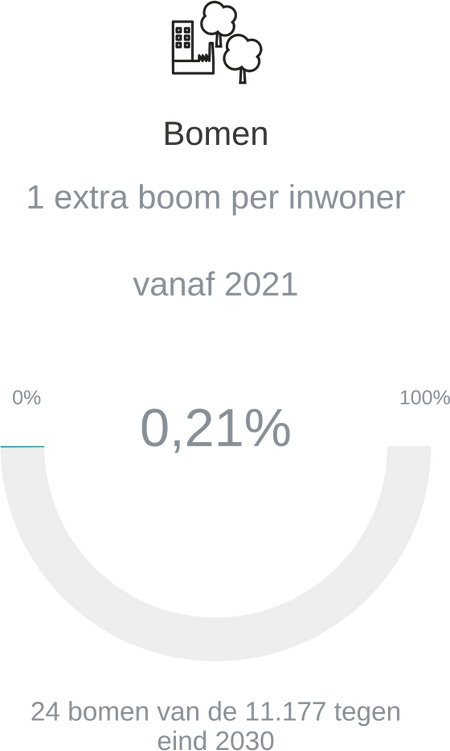 Bomen
1 extra boom per inwoner
vanaf 2021
0%
100%
0,21%
24 bomen van de 11.177 tegen
eind 2030